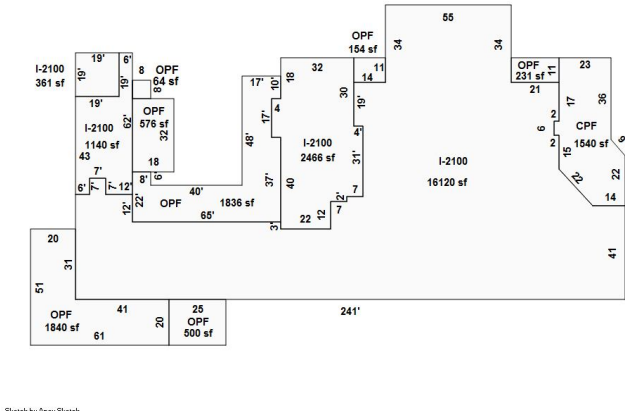 55
OPF
154 sf
34
34
19'
6'
I-2100
361 sf
19'
19'
8
OPF
64 sf
8'
17'
10'
18
32
11
14
OPF
231 sf
11
21
23
19'
OPF
576 sf
32
62'
I-2100
1140 sf
43
17'
4
30
19'
4'
2
6
2
17
36
CPF
1540 sf
9
18
48'
I-2100
2466 sf
31'
I-2100
16120 sf
15
22
22
7'
6'
7'
7'
12'
8'
6'
40'
37'
40
7
2'
7
14
12'
22'
OPF
1836 sf
65'
3'
22
12
20
31
51
41
41
25
241'
OPF
1840 sf
20
OPF
500 sf
61
Sketch by Apex Sketch